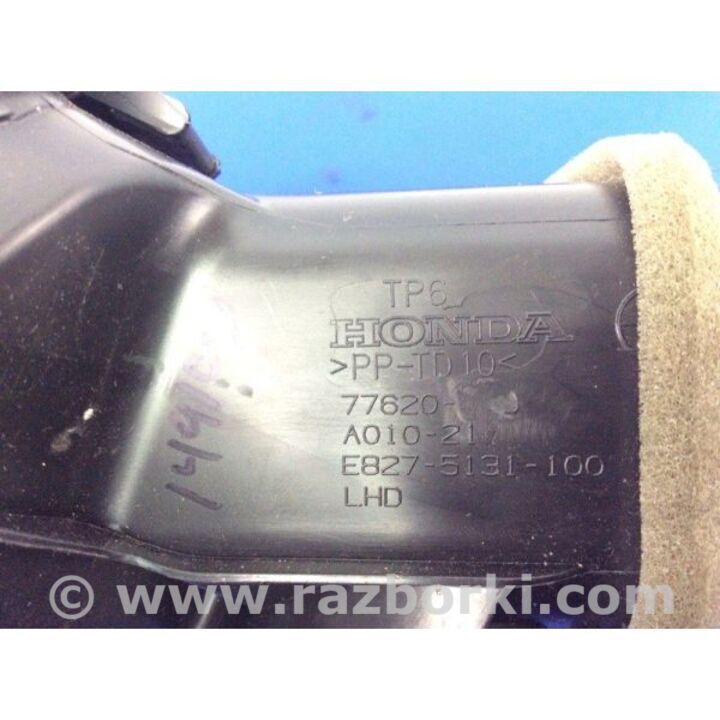 TP6
HONDA
>PP-TD10<
77620-
A010-21
E827-5131-100
LHD
© www.razborki.com